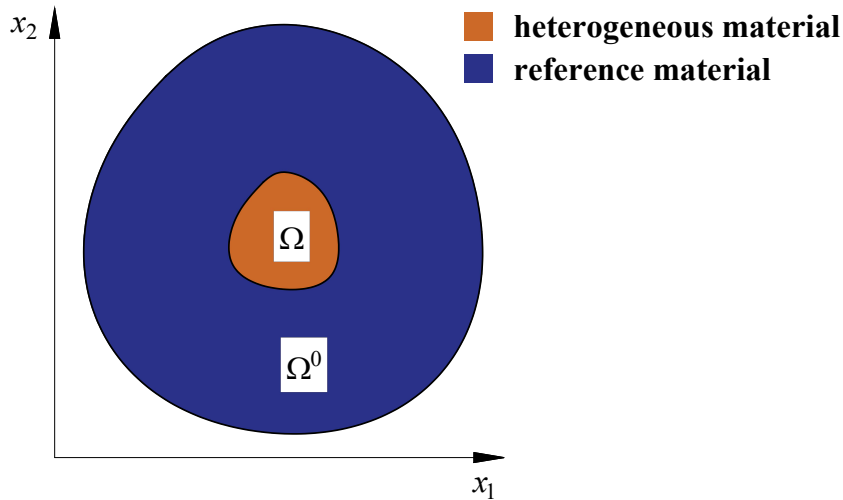 x₂
heterogeneous material
reference material
Ω
Ω⁰
x₁